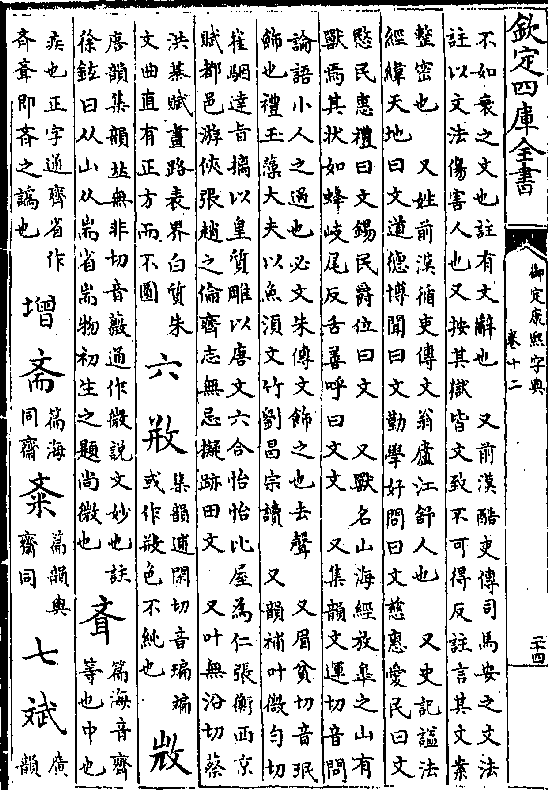 欽定四庫全書
御定康熙字典
卷十二
二十四
不如衰之文也註有文辭也　又前漢酷吏傳司馬安之文法
註以文法傷害人也又按其獄皆文致不可得反註言其文案
整密也　又姓前漢循吏傳文翁廬江舒人也　又史記諡法
經緯天地曰文道德博聞曰文勤學好問曰文慈惠愛民曰文
愍民惠禮曰文錫民爵位曰文　又獸名山海經放皐之山有
獸焉其狀如蜂岐尾反舌善呼曰文文　又集韻文運切音問
論語小人之過也必文朱傳文飾之也去聲　又眉貧切音珉
飾也禮玉藻大夫以魚須文竹劉昌宗讀　又韻補叶微勻切
崔駰達旨摛以皇質雕以唐文六合怡怡比屋為仁張衡西京
賦都邑游俠張趙之倫齊志無忌擬跡田文　又叶無沿切蔡
洪棊賦畫路表界白質朱
文曲直有正方而不圓
六
集韻逋閑切音斒斒
或作色不純也
唐韻集韻𠀤無非切音薇通作微說文妙也註
徐鉉曰从山从耑省耑物初生之題尚微也
篇海音齊
等也中也
疾也正字通齊省作
斉即斉之譌也
增
斎
篇海
同齋
篇韻與
齋同
七
斌
廣
韻